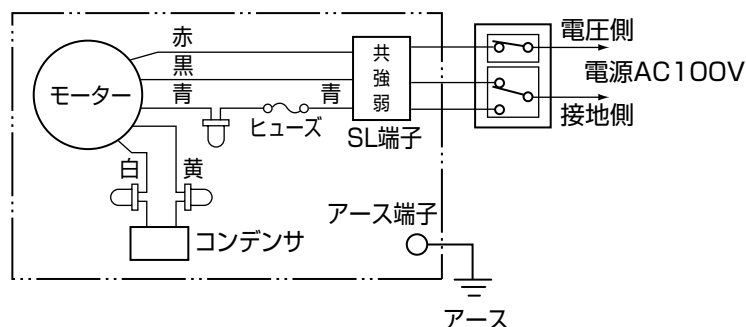 赤
黒
青
モーター
青
ヒューズ
共
強
弱
SL端子
電圧側
電源AC100V
接地側
白
黄
コンデンサ
アース端子
アース